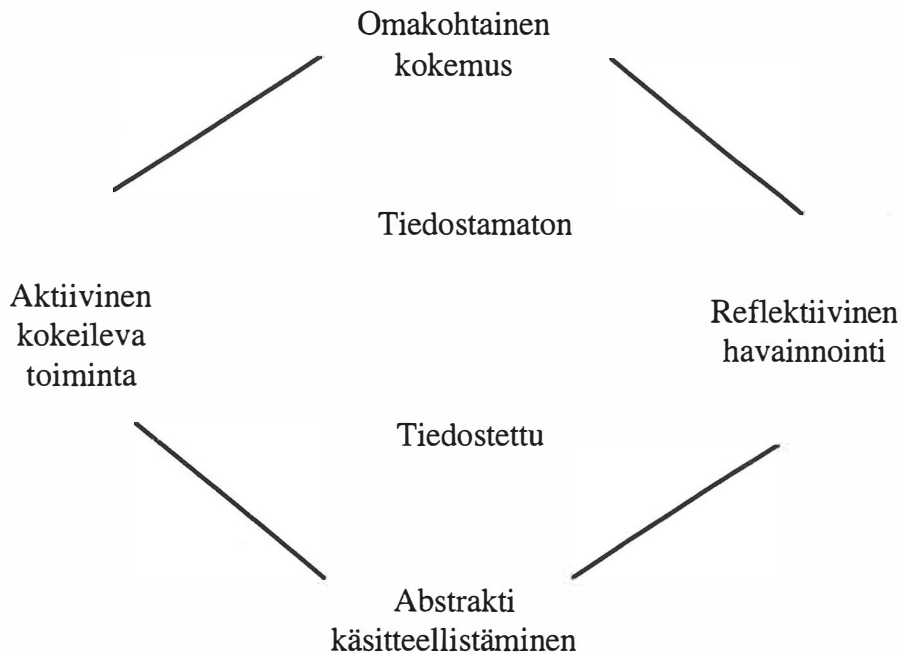 Omakohtainen
kokemus
Tiedostamaton
Aktiivinen
kokeileva
toiminta
Reflektiivinen
havainnointi
Tiedostettu
Abstrakti
käsitteellistäminen